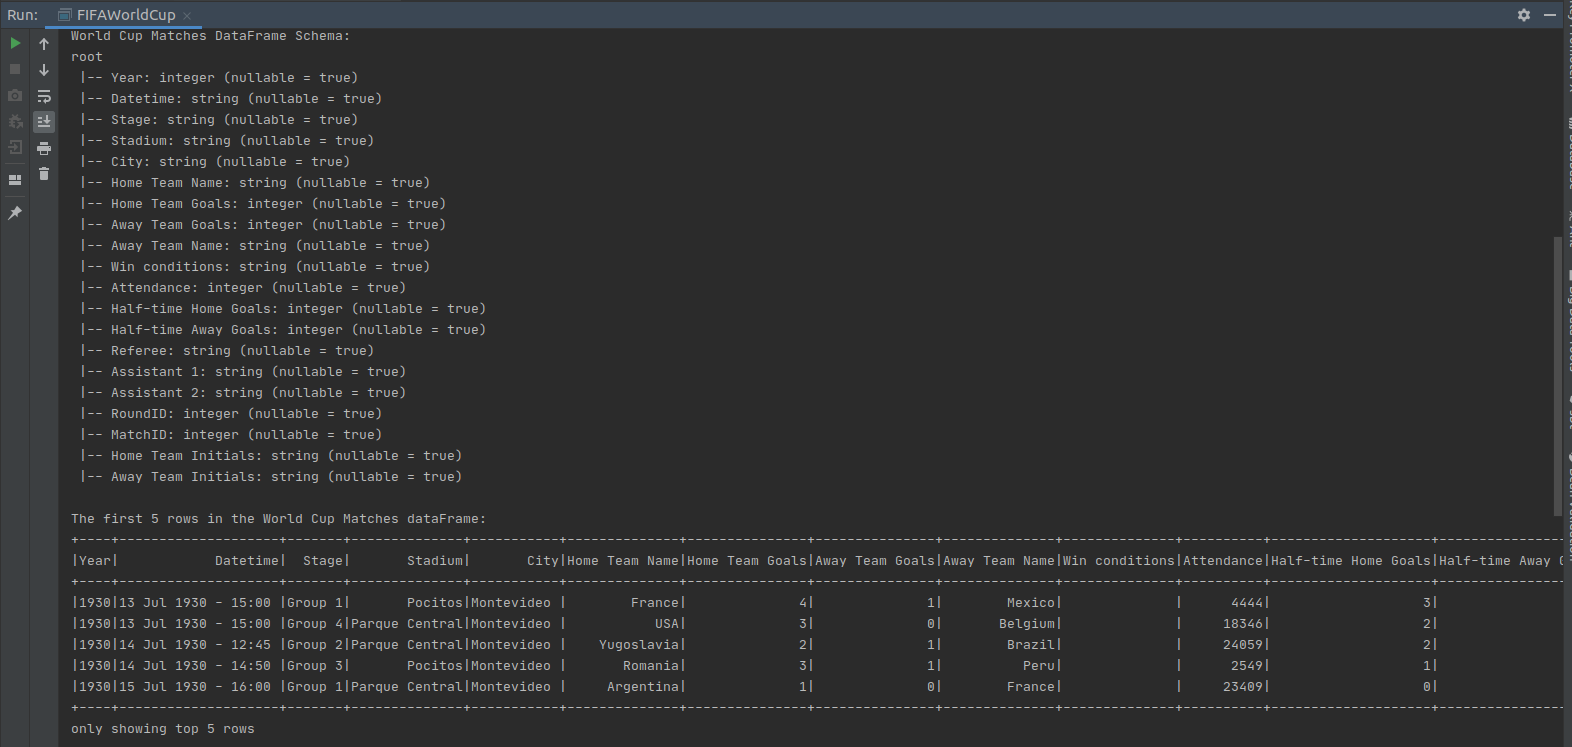 Run: FIFAWorldCup
World Cup Matches DataFrame Schema:
root
 |-- Year: integer (nullable = true)
 |-- Datetime: string (nullable = true)
 |-- Stage: string (nullable = true)
 |-- Stadium: string (nullable = true)
 |-- City: string (nullable = true)
 |-- Home Team Name: string (nullable = true)
 |-- Home Team Goals: integer (nullable = true)
 |-- Away Team Goals: integer (nullable = true)
 |-- Away Team Name: string (nullable = true)
 |-- Win conditions: string (nullable = true)
 |-- Attendance: integer (nullable = true)
 |-- Half-time Home Goals: integer (nullable = true)
 |-- Half-time Away Goals: integer (nullable = true)
 |-- Referee: string (nullable = true)
 |-- Assistant 1: string (nullable = true)
 |-- Assistant 2: string (nullable = true)
 |-- RoundID: integer (nullable = true)
 |-- MatchID: integer (nullable = true)
 |-- Home Team Initials: string (nullable = true)
 |-- Away Team Initials: string (nullable = true)
The first 5 rows in the World Cup Matches dataFrame:
+----+--------------------+-------+--------------+-----------+--------------+---------------+---------------+--------------+--------------+----------+--------------------+----------------
|Year|            Datetime|  Stage|       Stadium|       City|Home Team Name|Home Team Goals|Away Team Goals|Away Team Name|Win conditions|Attendance|Half-time Home Goals|Half-time Away
+----+--------------------+-------+--------------+-----------+--------------+---------------+---------------+--------------+--------------+----------+--------------------+----------------
|1930|13 Jul 1930 - 15:00 |Group 1|       Pocitos|Montevideo |        France|              4|              1|        Mexico|              |      4444|                   3|
|1930|13 Jul 1930 - 15:00 |Group 4|Parque Central|Montevideo |           USA|              3|              0|       Belgium|              |     18346|                   2|
|1930|14 Jul 1930 - 12:45 |Group 2|Parque Central|Montevideo |    Yugoslavia|              2|              1|        Brazil|              |     24059|                   2|
|1930|14 Jul 1930 - 14:50 |Group 3|       Pocitos|Montevideo |       Romania|              3|              1|          Peru|              |      2549|                   1|
|1930|15 Jul 1930 - 16:00 |Group 1|Parque Central|Montevideo |     Argentina|              1|              0|        France|              |     23409|                   0|
+----+--------------------+-------+--------------+-----------+--------------+---------------+---------------+--------------+--------------+----------+--------------------+----------------
only showing top 5 rows